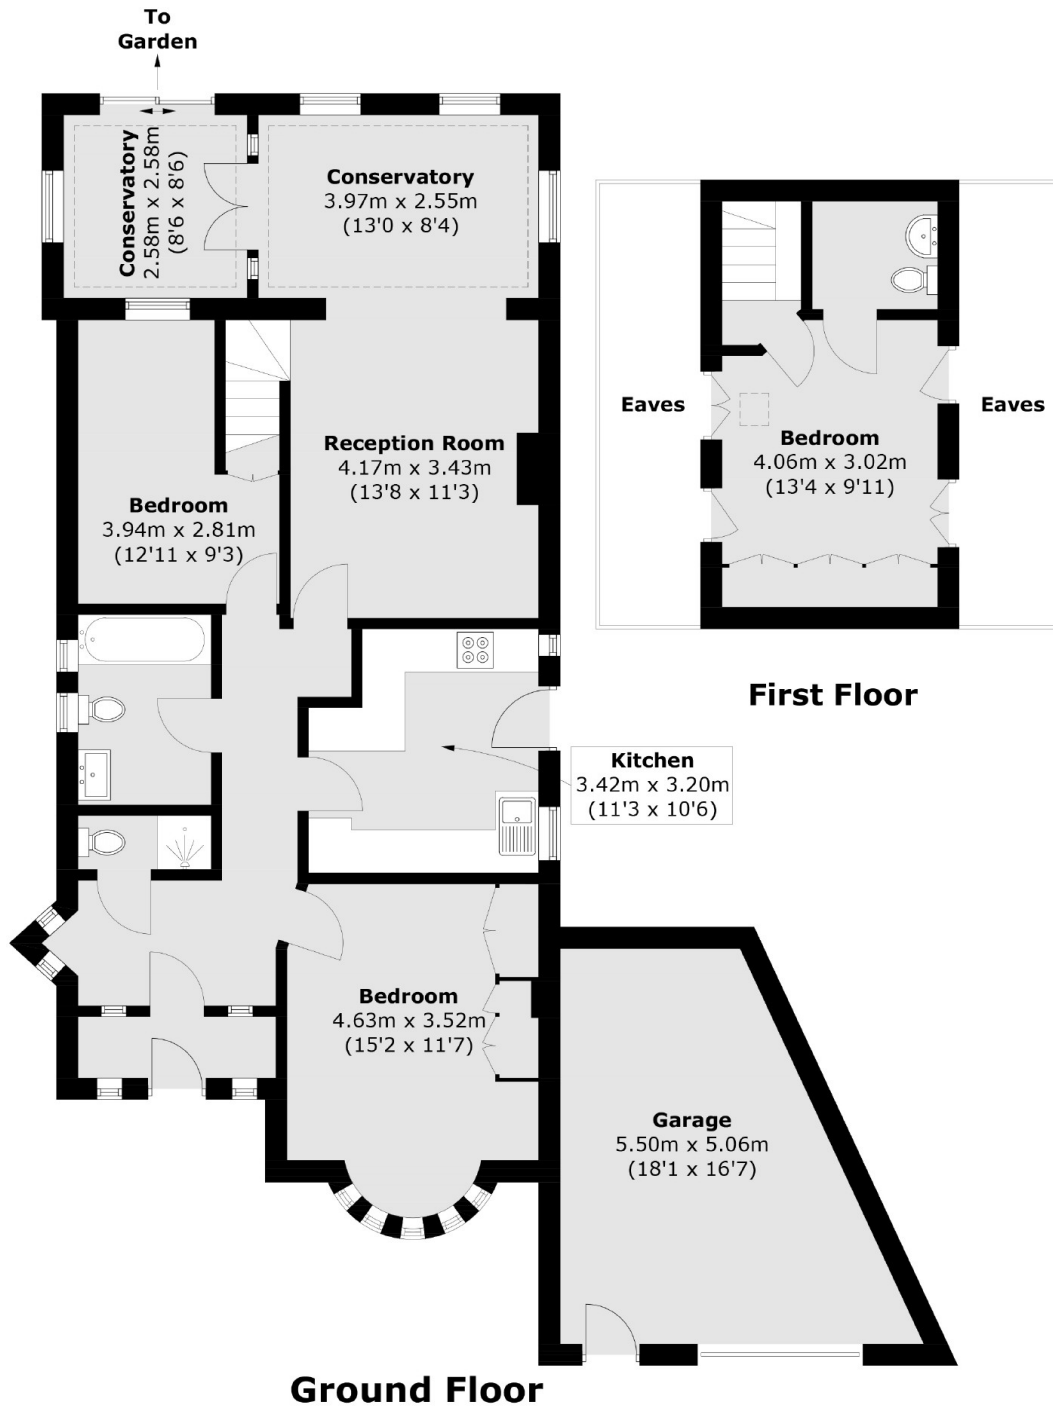 To
Garden
Conservatory
2.58m x 2.58m
(8'6 x 8'6)
Conservatory
3.97m x 2.55m
(13'0 x 8'4)
Reception Room
4.17m x 3.43m
(13'8 x 11'3)
Bedroom
3.94m x 2.81m
(12'11 x 9'3)
Kitchen
3.42m x 3.20m
(11'3 x 10'6)
Bedroom
4.63m x 3.52m
(15'2 x 11'7)
Garage
5.50m x 5.06m
(18'1 x 16'7)
Ground Floor
Eaves
Bedroom
4.06m x 3.02m
(13'4 x 9'11)
Eaves
First Floor